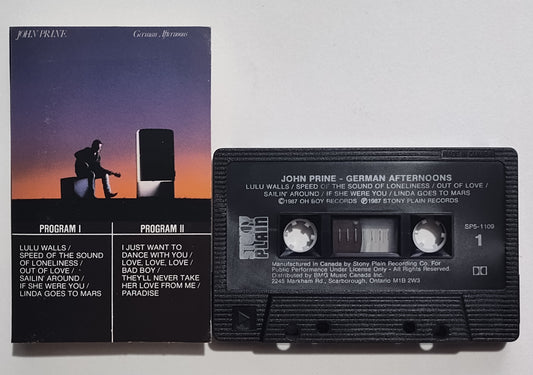 JOHN PRINE
German Afternoons
PROGRAM I
LULU WALLS /
SPEED OF THE SOUND
OF LONELINESS /
OUT OF LOVE /
SAILIN' AROUND /
IF SHE WERE YOU /
LINDA GOES TO MARS
PROGRAM II
I JUST WANT TO
DANCE WITH YOU /
LOVE, LOVE, LOVE /
BAD BOY /
THEY'LL NEVER TAKE
HER LOVE FROM ME /
PARADISE
JOHN PRINE - GERMAN AFTERNOONS
LULU WALLS / SPEED OF THE SOUND OF LONELINESS / OUT OF LOVE /
SAILIN' AROUND / IF SHE WERE YOU / LINDA GOES TO MARS
©1987 OH BOY RECORDS ℗1987 STONY PLAIN RECORDS
STONY
PLAIN
SP5-1109
1
Manufactured In Canada by Stony Plain Recording Co. For
Public Performance Under License Only - All Rights Reserved.
Distributed by BMG Music Canada Inc.
2245 Markham Rd., Scarborough, Ontario M1B 2W3